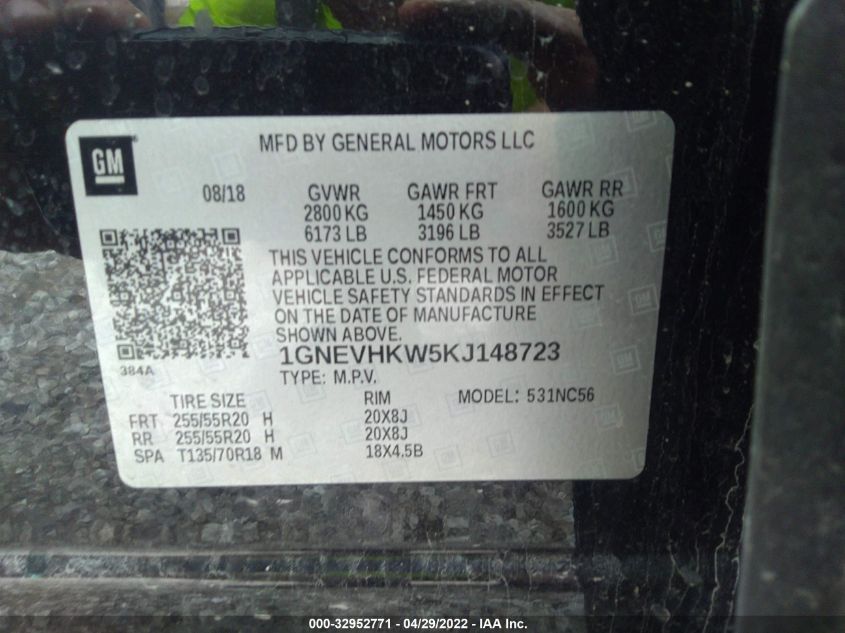 GM
MFD BY GENERAL MOTORS LLC
08/18 GVWR GAWR FRT GAWR RR
2800 KG 1450 KG 1600 KG
6173 LB 3196 LB 3527 LB
THIS VEHICLE CONFORMS TO ALL
APPLICABLE U.S. FEDERAL MOTOR
VEHICLE SAFETY STANDARDS IN EFFECT
ON THE DATE OF MANUFACTURE
SHOWN ABOVE.
384A
1GNEVHKW5KJ148723
TYPE: M.P.V.
TIRE SIZE RIM MODEL: 531NC56
FRT 255/55R20 H 20X8J
RR 255/55R20 H 20X8J
SPA T135/70R18 M 18X4.5B
000-32952771 - 04/29/2022 - IAA Inc.